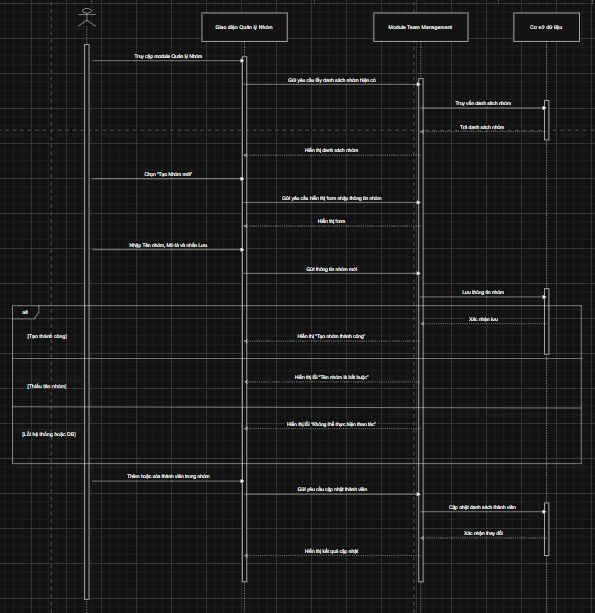 Giao diện Quản lý Nhóm
Module Team Management
Cơ sở dữ liệu
Truy cập module Quản lý Nhóm
Gửi yêu cầu lấy danh sách nhóm hiện có
Truy vấn danh sách nhóm
Trả danh sách nhóm
Hiển thị danh sách nhóm
Chọn "Tạo Nhóm mới"
Gửi yêu cầu hiển thị form nhập thông tin nhóm
Hiển thị form
Nhập Tên nhóm, Mô tả và nhấn Lưu
Gửi thông tin nhóm mới
Lưu thông tin nhóm
alt
Xác nhận lưu
[Tạo thành công]
Hiển thị "Tạo nhóm thành công"
Hiển thị lỗi "Tên nhóm là bắt buộc"
[Thiếu tên nhóm]
Hiển thị lỗi "Không thể thực hiện thao tác"
[Lỗi hệ thống hoặc DB]
Thêm hoặc xóa thành viên trong nhóm
Gửi yêu cầu cập nhật thành viên
Cập nhật danh sách thành viên
Xác nhận thay đổi
Hiển thị kết quả cập nhật